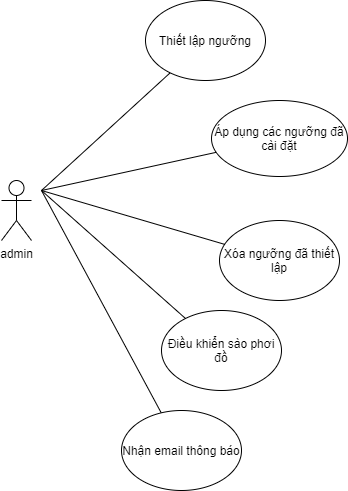 Thiết lập ngưỡng
Áp dụng các ngưỡng đã
cài đặt
admin
Xóa ngưỡng đã thiết
lập
Điều khiển sào phơi
đồ
Nhận email thông báo